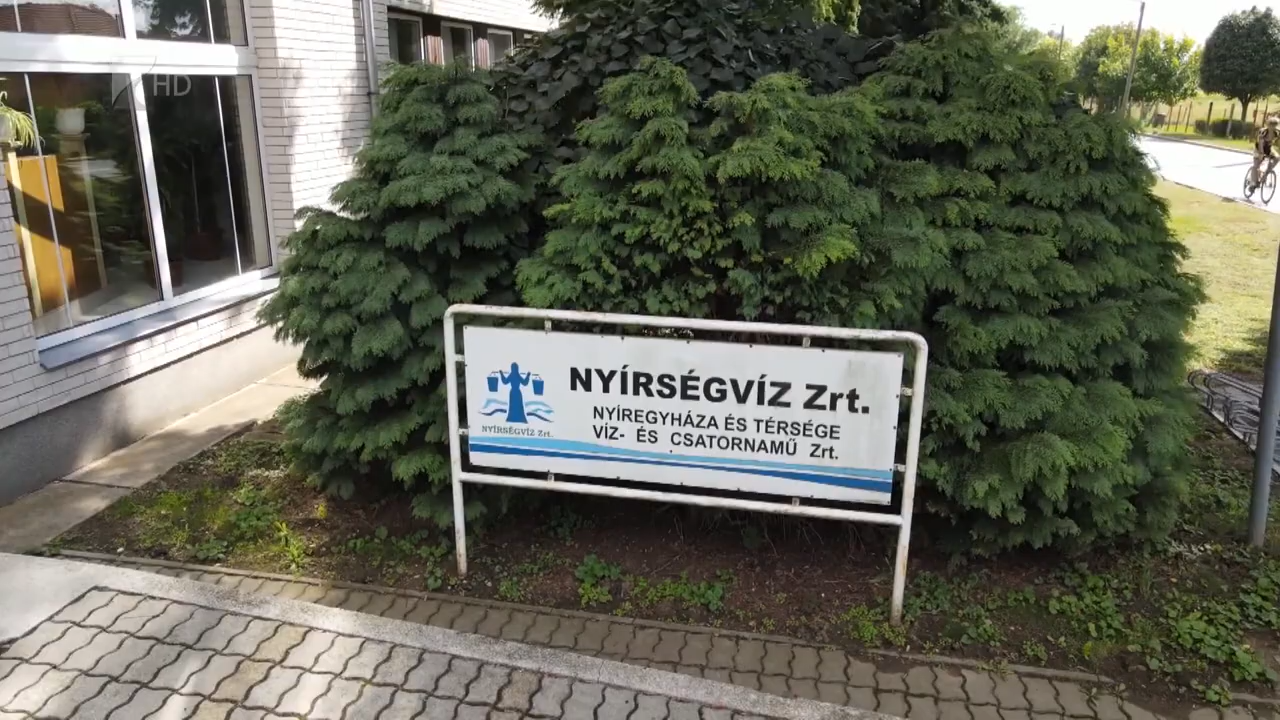 HD
NYÍRSÉGVÍZ Zrt.
NYÍREGYHÁZA ÉS TÉRSÉGE
VÍZ- ÉS CSATORNAMŰ Zrt.
NYÍRSÉGVÍZ Zrt.